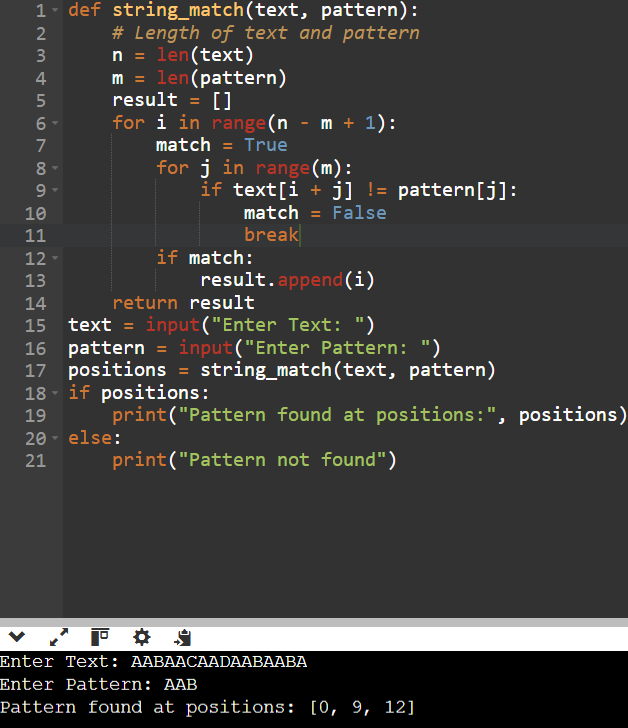 1 def string_match(text, pattern):
2     # Length of text and pattern
3     n = len(text)
4     m = len(pattern)
5     result = []
6     for i in range(n - m + 1):
7         match = True
8         for j in range(m):
9             if text[i + j] != pattern[j]:
10                 match = False
11                 break
12         if match:
13             result.append(i)
14     return result
15 text = input("Enter Text: ")
16 pattern = input("Enter Pattern: ")
17 positions = string_match(text, pattern)
18 if positions:
19     print("Pattern found at positions:", positions)
20 else:
21     print("Pattern not found")
Enter Text: AABAACAADAABAABA
Enter Pattern: AAB
Pattern found at positions: [0, 9, 12]